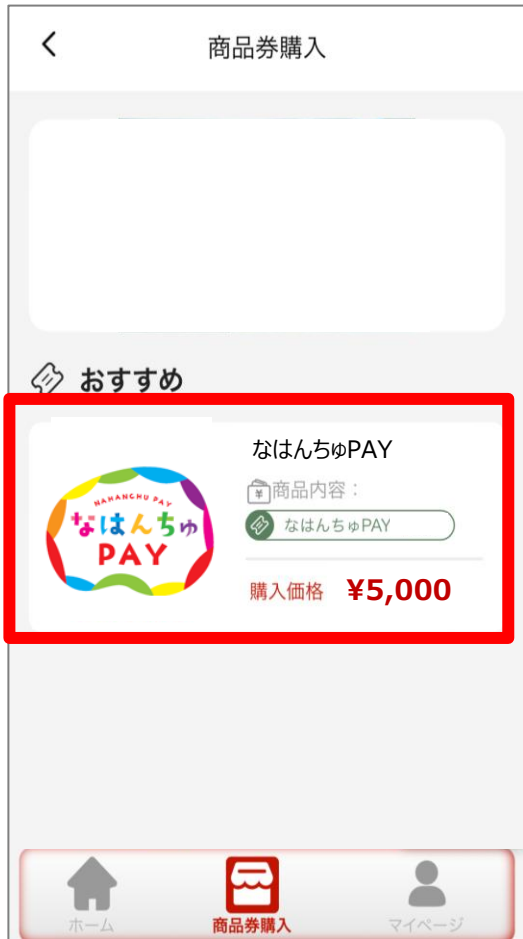 商品券購入
おすすめ
なはんちゅPAY
商品内容：
なはんちゅPAY
購入価格 ¥5,000
NAHANCHU PAY
なはんちゅ
PAY
ホーム
商品券購入
マイページ